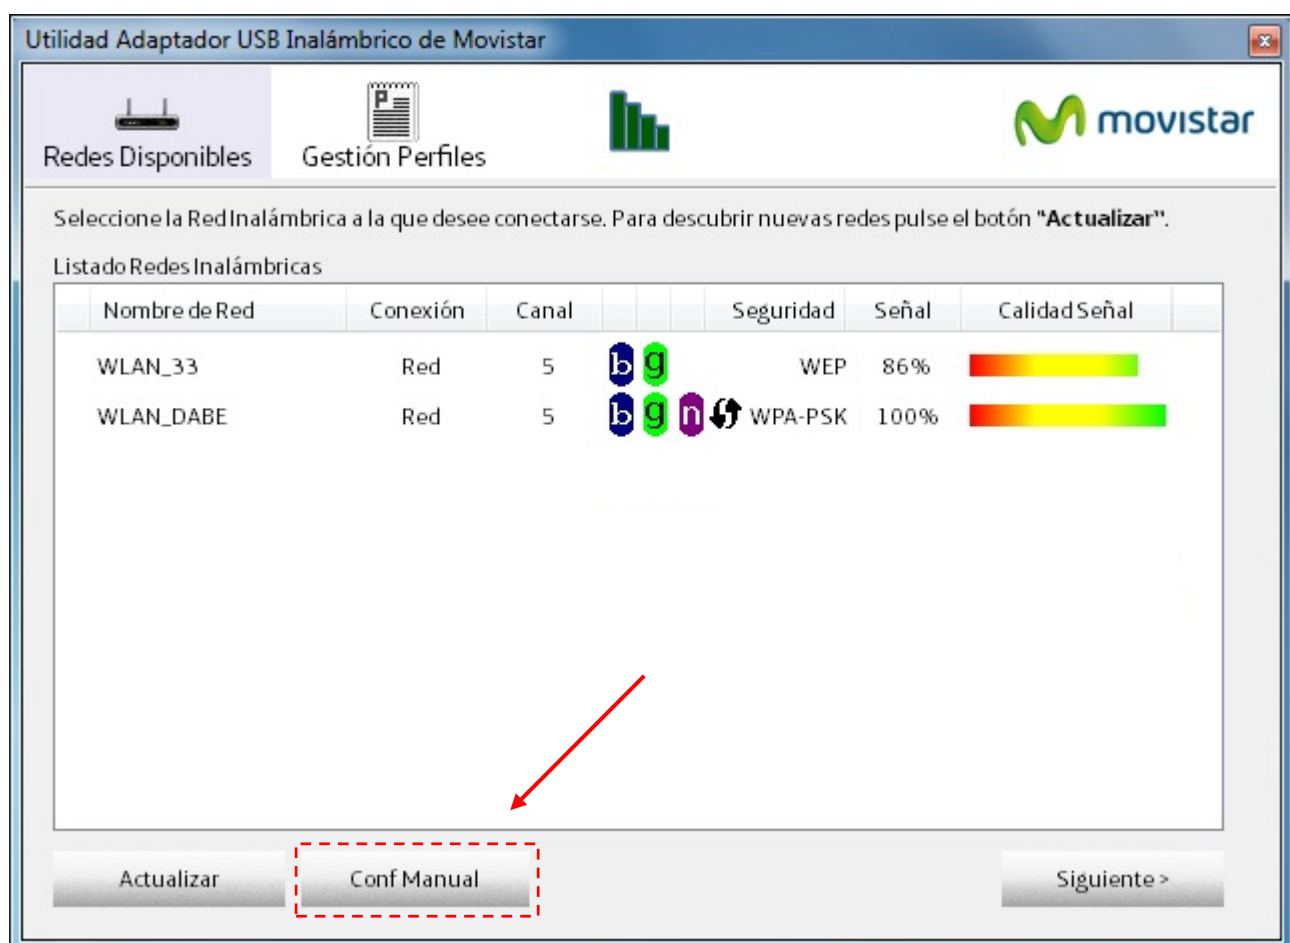 Utilidad Adaptador USB Inalámbrico de Movistar
Redes Disponibles
P
Gestión Perfiles
movistar
Seleccione la Red Inalámbrica a la que desee conectarse. Para descubrir nuevas redes pulse el botón "Actualizar".
Listado Redes Inalámbricas
Nombre de Red Conexión Canal Seguridad Señal Calidad Señal
WLAN_33 Red 5 b g WEP 86%
WLAN_DABE Red 5 b g n WPA-PSK 100%
Actualizar Conf Manual Siguiente >